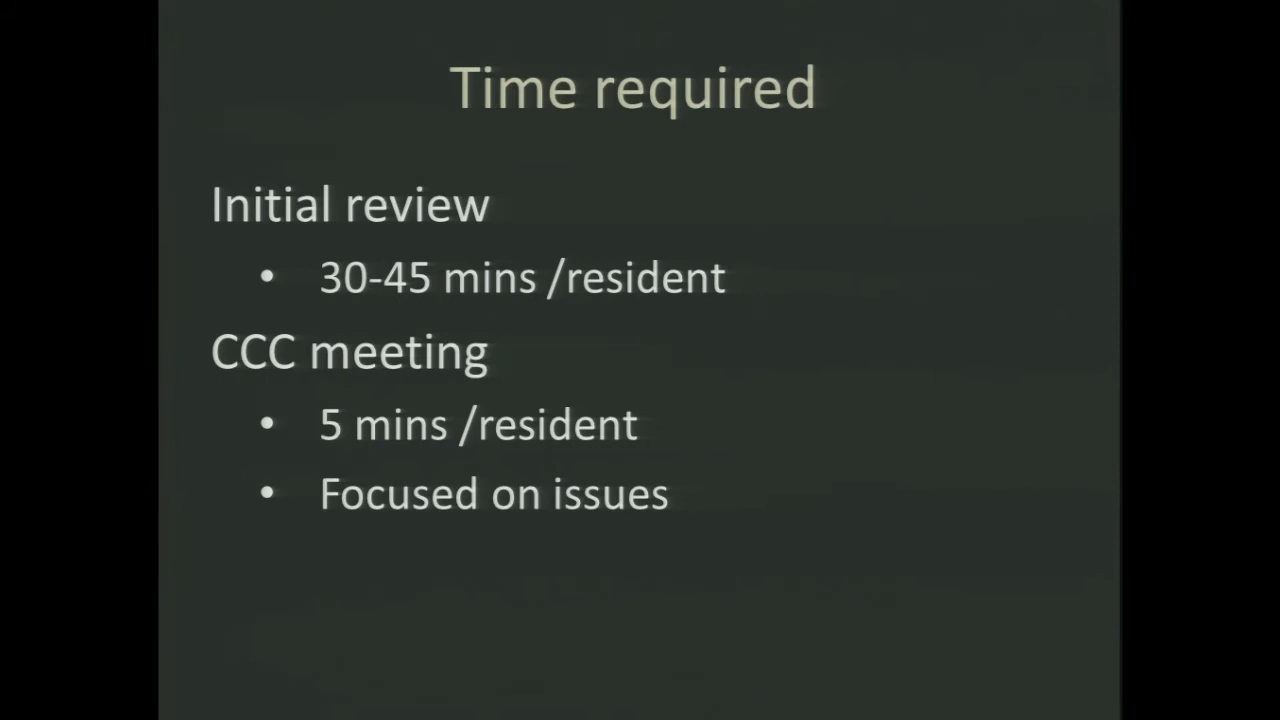 Time required
Initial review
• 30-45 mins /resident
CCC meeting
• 5 mins /resident
• Focused on issues